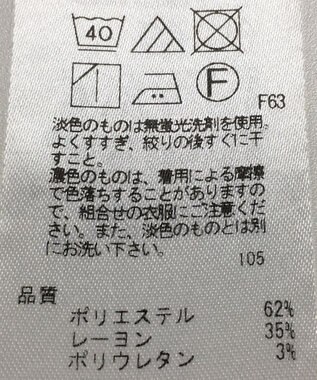 40
F
F63
淡色のものは無蛍光洗剤を使用。
よくすすぎ、絞りの後すぐに干
すこと。
濃色のものは、着用による摩擦
で色落ちすることがありますの
で、組合せの衣服にご注意くだ
さい。また、淡色のものとは別
にお洗い下さい。
105
品質
ポリエステル 62%
レーヨン 35%
ポリウレタン 3%